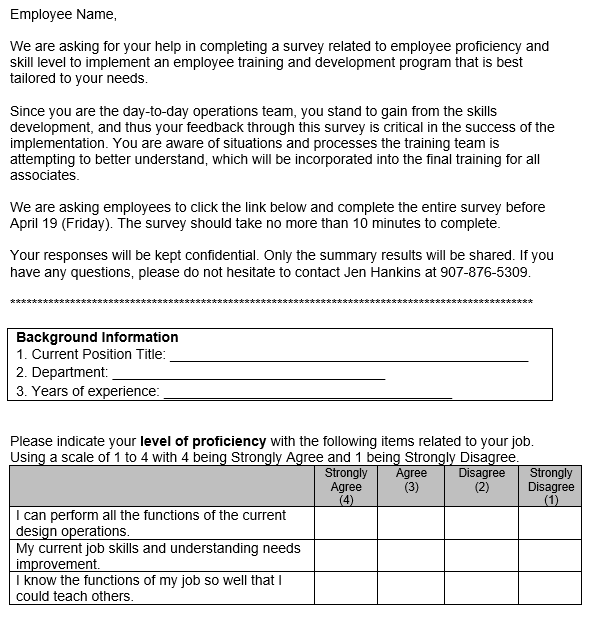 Employee Name,
We are asking for your help in completing a survey related to employee proficiency and
skill level to implement an employee training and development program that is best
tailored to your needs.
Since you are the day-to-day operations team, you stand to gain from the skills
development, and thus your feedback through this survey is critical in the success of the
implementation. You are aware of situations and processes the training team is
attempting to better understand, which will be incorporated into the final training for all
associates.
We are asking employees to click the link below and complete the entire survey before
April 19 (Friday). The survey should take no more than 10 minutes to complete.
Your responses will be kept confidential. Only the summary results will be shared. If you
have any questions, please do not hesitate to contact Jen Hankins at 907-876-5309.
Background Information
1. Current Position Title:
2. Department:
3. Years of experience:
Please indicate your level of proficiency with the following items related to your job.
Using a scale of 1 to 4 with 4 being Strongly Agree and 1 being Strongly Disagree.
Strongly Agree (4)
Agree (3)
Disagree (2)
Strongly Disagree (1)
I can perform all the functions of the current
design operations.
My current job skills and understanding needs
improvement.
I know the functions of my job so well that I
could teach others.